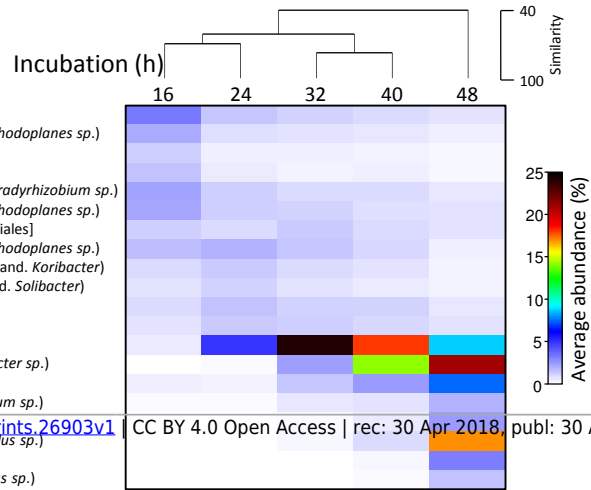 40
Similarity
100
Incubation (h)
16 24 32 40 48
hodoplanes sp.)
radyrhizobium sp.)
hodoplanes sp.)
iales]
hodoplanes sp.)
and. Koribacter)
d. Solibacter)
cter sp.)
um sp.)
rints.26903v1 | CC BY 4.0 Open Access | rec: 30 Apr 2018, publ: 30 A
lus sp.)
s sp.)
25
20
15
10
5
0
Average abundance (%)